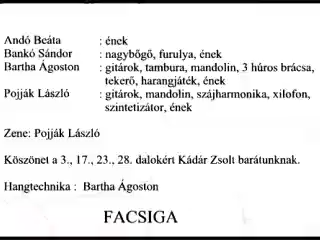 Andó Beáta : ének
Bankó Sándor : nagybőgő, furulya, ének
Bartha Ágoston : gitárok, tambura, mandolin, 3 húros brácsa,
tekerő, harangjáték, ének
Pojják László : gitárok, mandolin, szájharmonika, xilofon,
szintetizátor, ének
Zene: Pojják László
Köszönet a 3., 17., 23., 28. dalokért Kádár Zsolt barátunknak.
Hangtechnika : Bartha Ágoston
FACSIGA